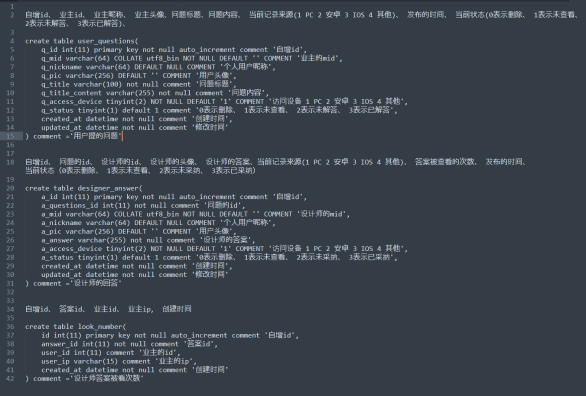 自增id、 业主id、 业主昵称、 业主头像、问题标题、问题内容、 当前记录来源(1 PC 2 安卓 3 IOS 4 其他)、 发布的时间、 当前状态(0表示删除、 1表示未查看、
2表示未解答、 3表示已解答)、
create table user_questions(
q_id int(11) primary key not null auto_increment comment '自增id',
q_mid varchar(64) COLLATE utf8_bin NOT NULL DEFAULT '' COMMENT '业主的mid',
q_nickname varchar(64) DEFAULT NULL COMMENT '个人用户昵称',
q_pic varchar(256) DEFAULT '' COMMENT '用户头像',
q_title varchar(100) not null comment '问题标题',
q_title_content varchar(255) not null comment '问题内容',
q_access_device tinyint(2) NOT NULL DEFAULT '1' COMMENT '访问设备 1 PC 2 安卓 3 IOS 4 其他',
q_status tinyint(1) default 1 comment '0表示删除、 1表示未查看、 2表示未解答、 3表示已解答',
created_at datetime not null comment '创建时间',
updated_at datetime not null comment '修改时间'
) comment ='用户提的问题'
自增id、 问题的id、 设计师的id、 设计师的头像、 设计师的答案、当前记录来源(1 PC 2 安卓 3 IOS 4 其他)、 答案被查看的次数、 发布的时间、
当前状态（0表示删除、 1表示未查看、 2表示未采纳、 3表示已采纳）
create table designer_answer(
a_id int(11) primary key not null auto_increment comment '自增id',
a_questions_id int(11) not null comment '问题的id',
a_mid varchar(64) COLLATE utf8_bin NOT NULL DEFAULT '' COMMENT '设计师的mid',
a_nickname varchar(64) DEFAULT NULL COMMENT '个人用户昵称',
a_pic varchar(256) DEFAULT '' COMMENT '用户头像',
a_answer varchar(255) not null comment '设计师的答案',
a_access_device tinyint(2) NOT NULL DEFAULT '1' COMMENT '访问设备 1 PC 2 安卓 3 IOS 4 其他',
a_status tinyint(1) default 1 comment '0表示删除、 1表示未查看、 2表示未采纳、 3表示已采纳',
created_at datetime not null comment '创建时间',
updated_at datetime not null comment '修改时间'
) comment ='设计师的回答'
自增id、 答案id、 业主id、 业主ip, 创建时间
create table look_number(
id int(11) primary key not null auto_increment comment '自增id',
answer_id int(11) not null comment '答案id',
user_id int(11) comment '业主的id',
user_ip varchar(15) comment '业主的ip',
created_at datetime not null comment '创建时间'
) comment ='设计师答案被看次数'